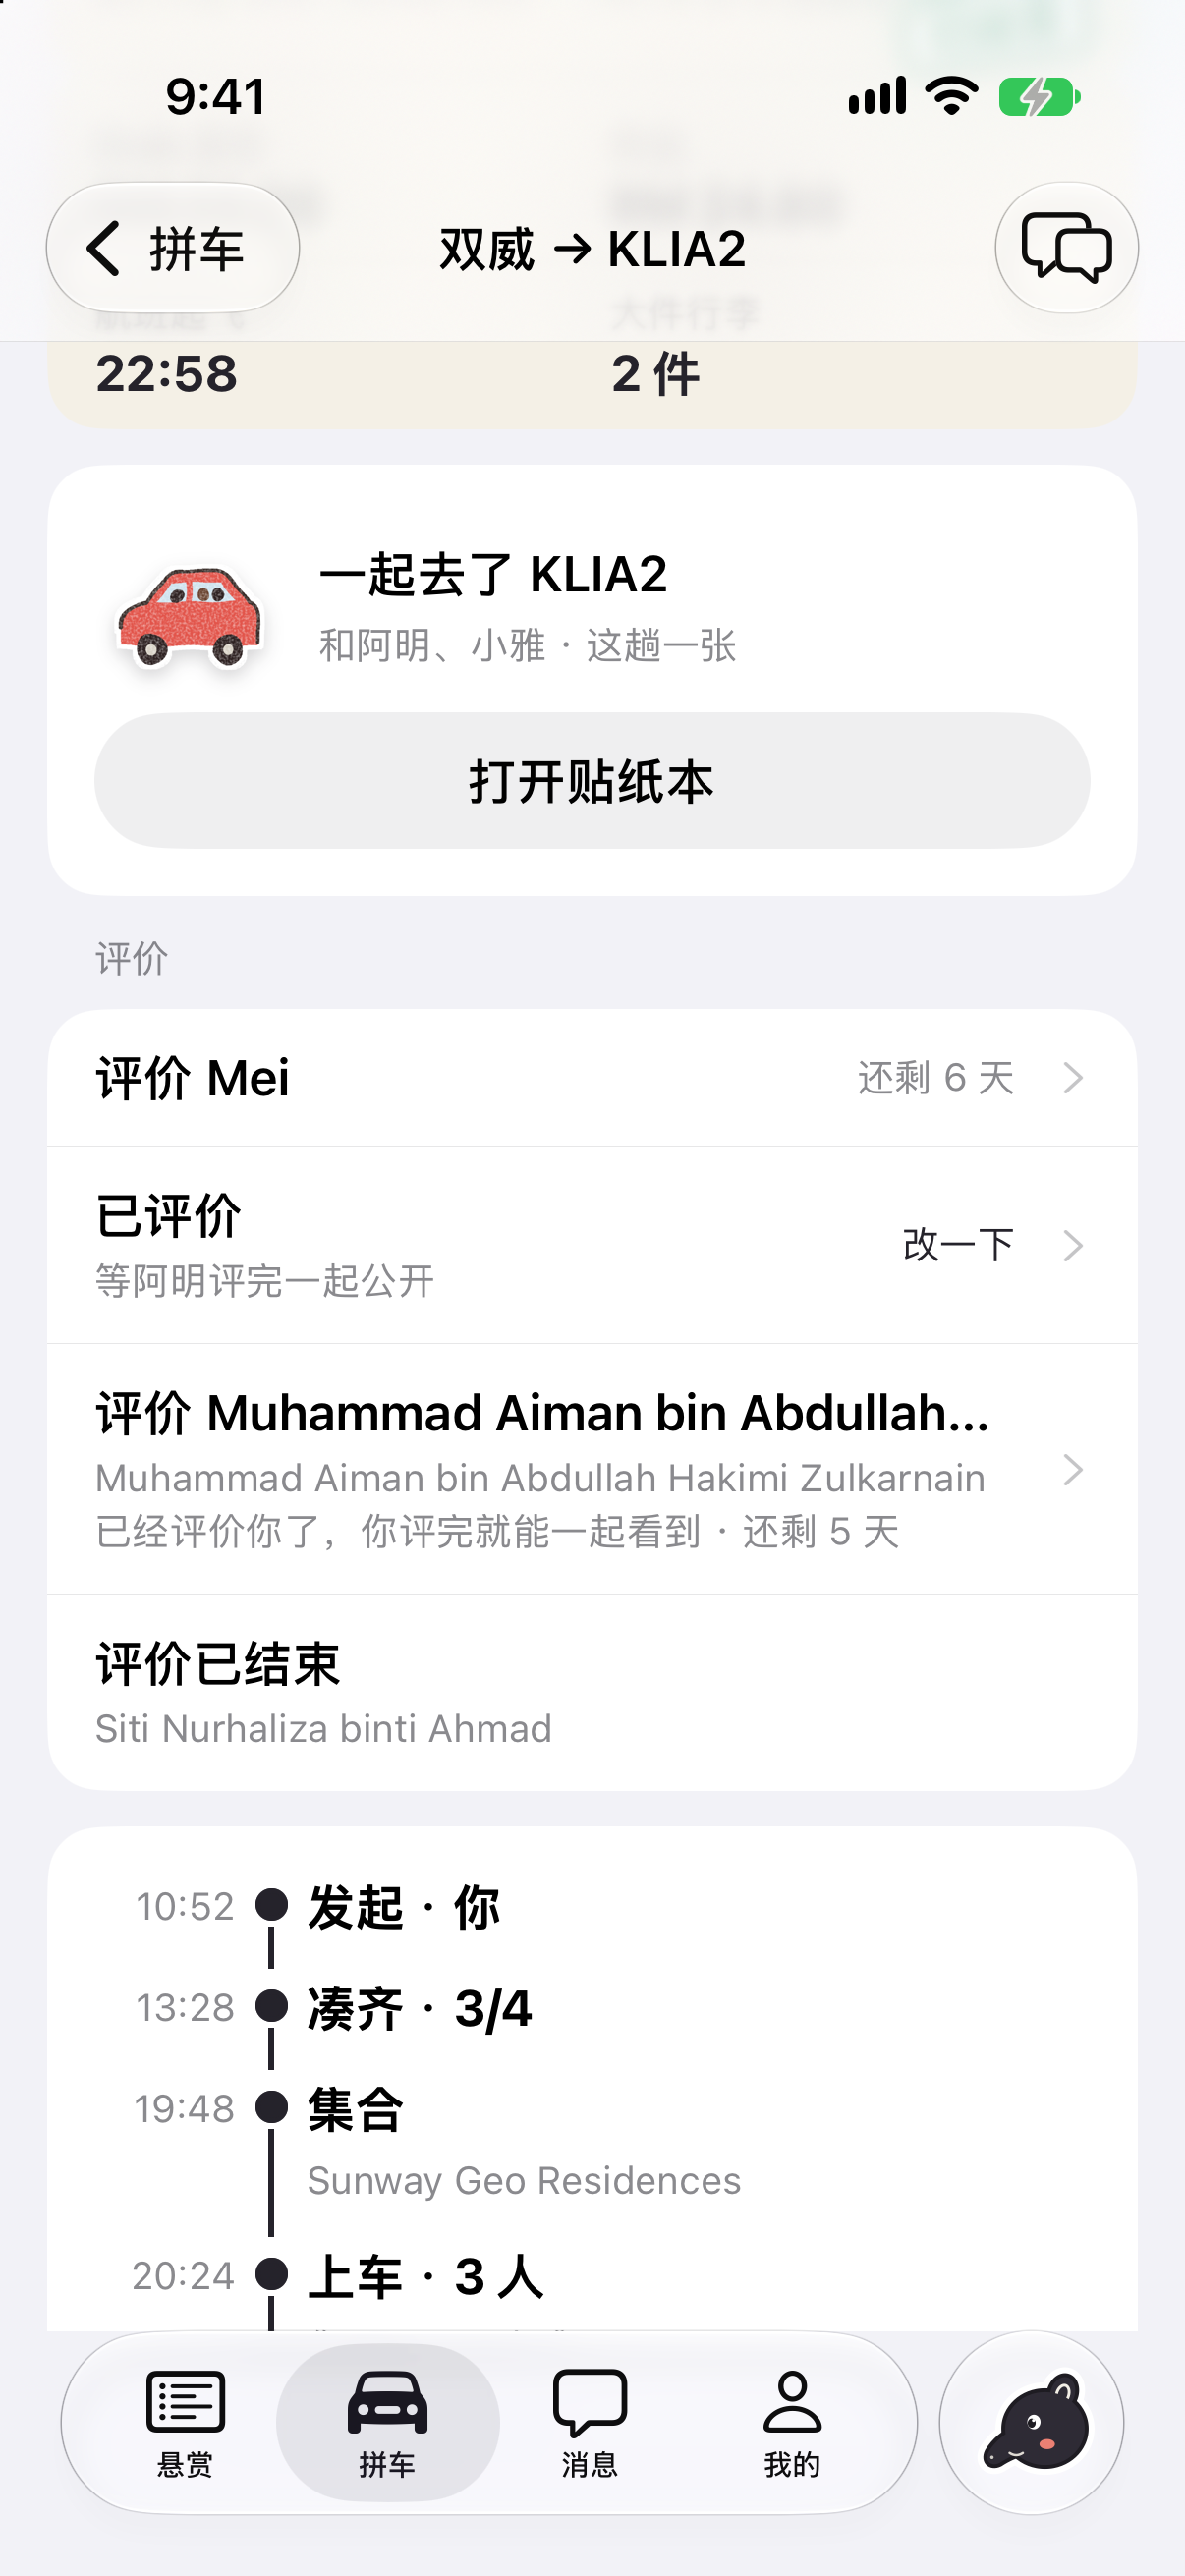 9:41
拼车
双威 → KLIA2
大件行李
22:58
2 件
一起去了 KLIA2
和阿明、小雅 · 这趟一张
打开贴纸本
评价
评价 Mei
还剩 6 天
已评价
等阿明评完一起公开
改一下
评价 Muhammad Aiman bin Abdullah...
Muhammad Aiman bin Abdullah Hakimi Zulkarnain
已经评价你了，你评完就能一起看到 · 还剩 5 天
评价已结束
Siti Nurhaliza binti Ahmad
10:52
发起 · 你
13:28
凑齐 · 3/4
19:48
集合
Sunway Geo Residences
20:24
上车 · 3 人
悬赏
拼车
消息
我的